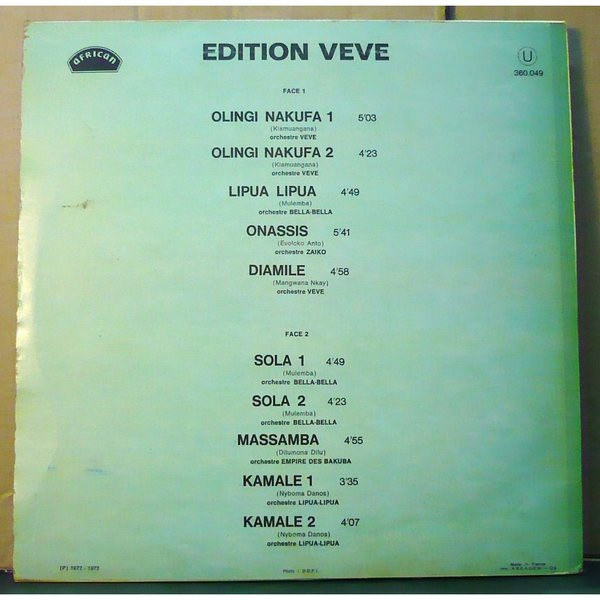 african
EDITION VEVE
U
360.049
FACE 1
OLINGI NAKUFA 1 5'03
(Kiamuangana)
orchestre VEVE
OLINGI NAKUFA 2 4'23
(Kiamuangana)
orchestre VEVE
LIPUA LIPUA 4'49
(Mulemba)
orchestre BELLA-BELLA
ONASSIS 5'41
(Evoloko Anto)
orchestre ZAIKO
DIAMILE 4'58
(Mangwana Nkay)
orchestre VEVE
FACE 2
SOLA 1 4'49
(Mulemba)
orchestre BELLA-BELLA
SOLA 2 4'23
(Mulemba)
orchestre BELLA-BELLA
MASSAMBA 4'55
(Dilumona Dilu)
orchestre EMPIRE DES BAKUBA
KAMALE 1 3'35
(Nyboma Danos)
orchestre LIPUA-LIPUA
KAMALE 2 4'07
(Nyboma Danos)
orchestre LIPUA-LIPUA
(P) 1972 - 1973
Made in France